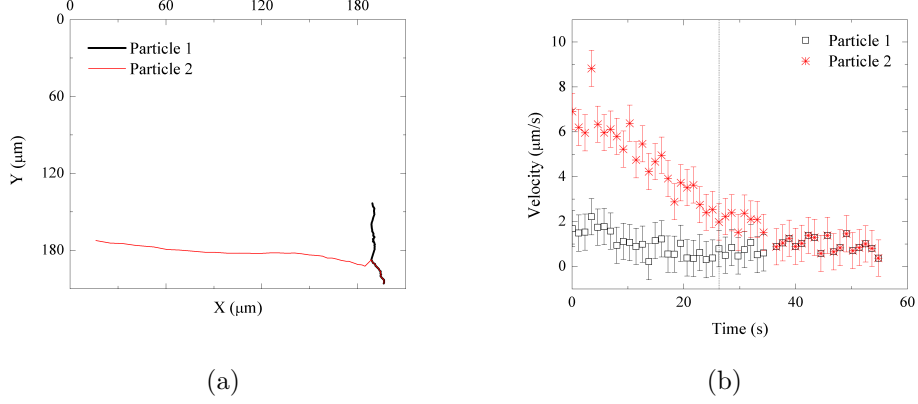 0 60 120 180
0
60
120
180
Y (μm)
X (μm)
Particle 1
Particle 2
(a)
10
8
6
4
2
0
Velocity (μm/s)
0 20 40 60
Time (s)
Particle 1
Particle 2
(b)